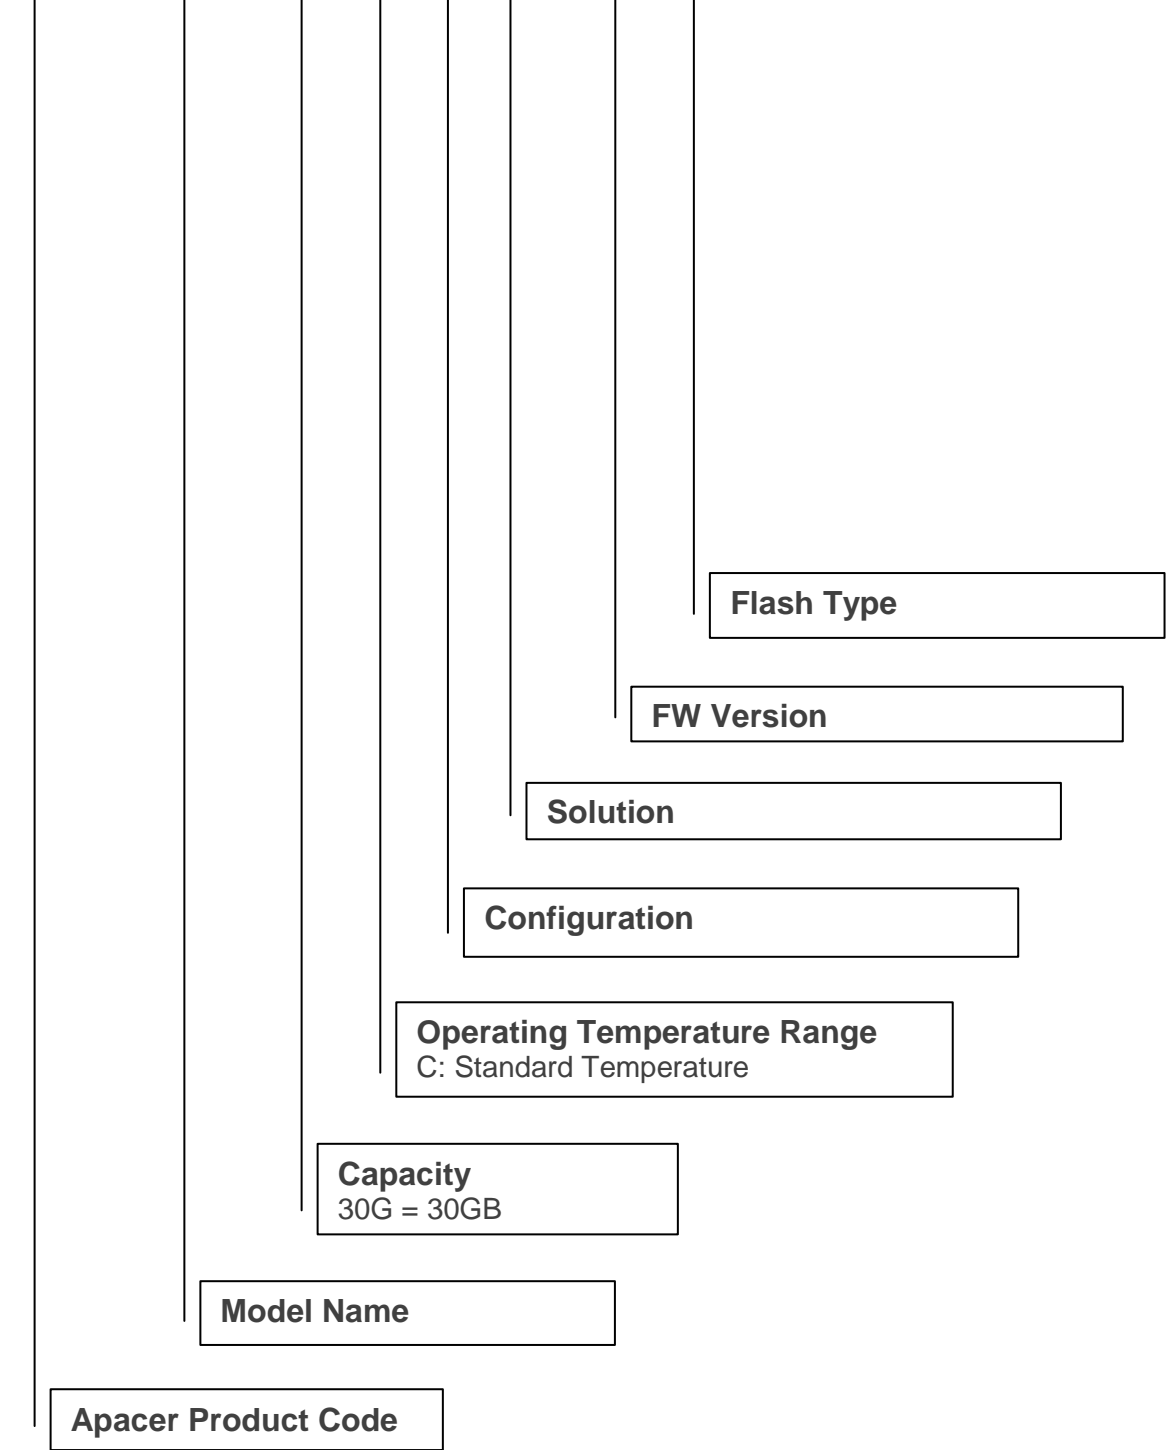 Flash Type
FW Version
Solution
Configuration
Operating Temperature Range
C: Standard Temperature
Capacity
30G = 30GB
Model Name
Apacer Product Code